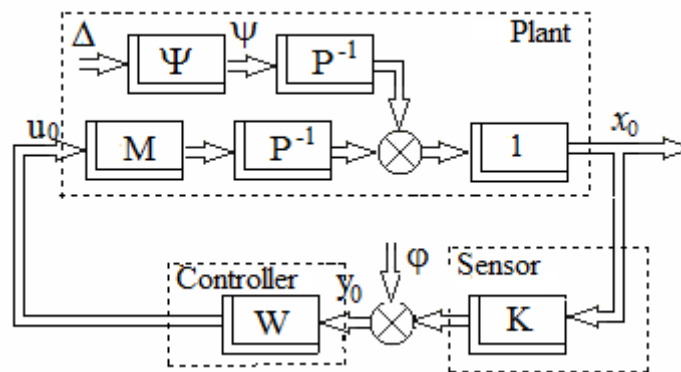 Δ
Ψ
ψ
P⁻¹
Plant
u₀
M
P⁻¹
1
x₀
Controller
W
y₀
φ
Sensor
K